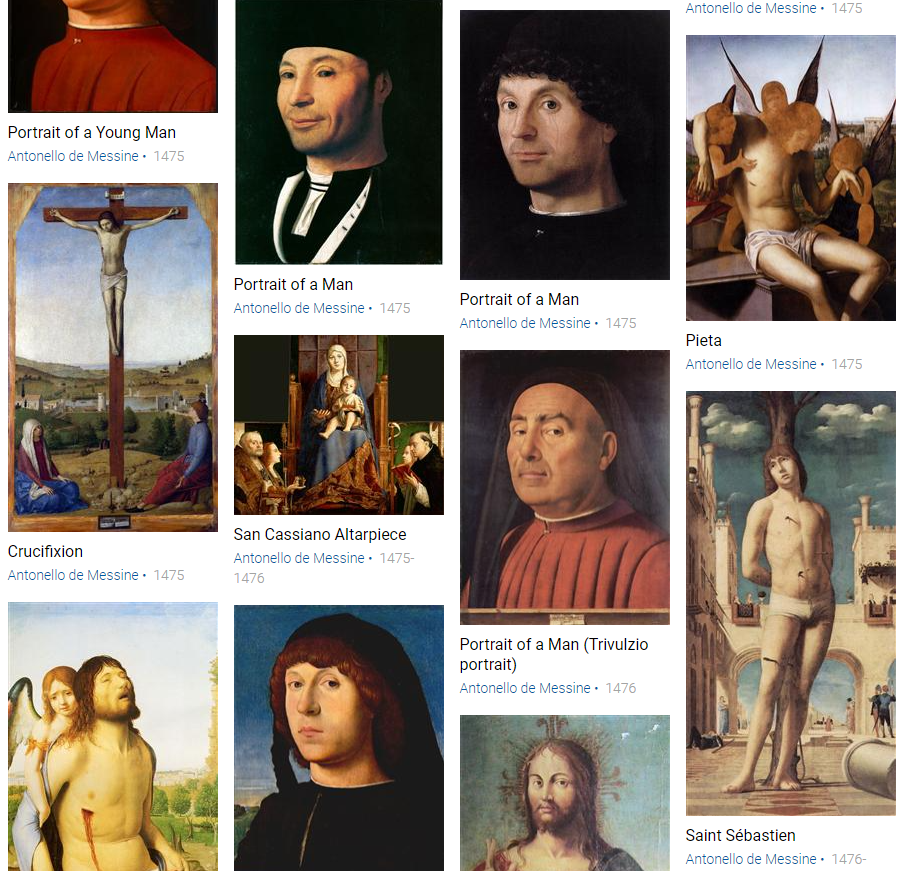 Portrait of a Young Man
Antonello de Messine • 1475
Crucifixion
Antonello de Messine • 1475
Portrait of a Man
Antonello de Messine • 1475
San Cassiano Altarpiece
Antonello de Messine • 1475-
1476
Portrait of a Man
Antonello de Messine • 1475
Portrait of a Man (Trivulzio
portrait)
Antonello de Messine • 1476
Antonello de Messine • 1475
Pieta
Antonello de Messine • 1475
Saint Sébastien
Antonello de Messine • 1476-